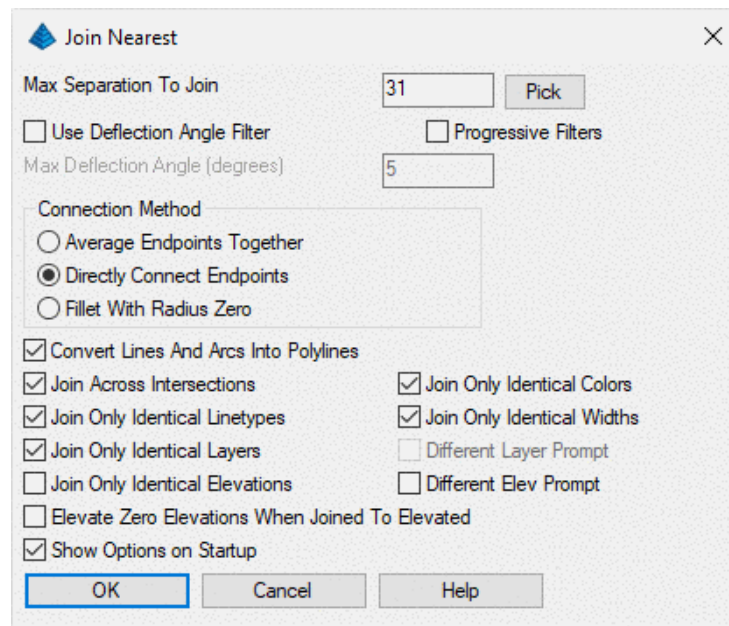 Join Nearest
Max Separation To Join 31 Pick
Use Deflection Angle Filter Progressive Filters
Max Deflection Angle (degrees) 5
Connection Method
Average Endpoints Together
Directly Connect Endpoints
Fillet With Radius Zero
Convert Lines And Arcs Into Polylines
Join Across Intersections Join Only Identical Colors
Join Only Identical Linetypes Join Only Identical Widths
Join Only Identical Layers Different Layer Prompt
Join Only Identical Elevations Different Elev Prompt
Elevate Zero Elevations When Joined To Elevated
Show Options on Startup
OK Cancel Help